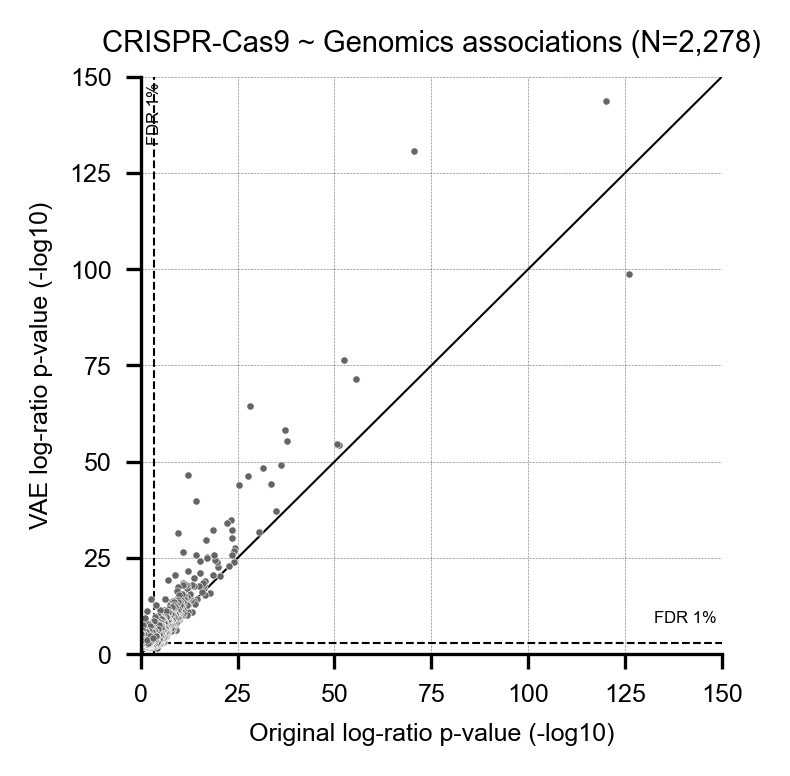 CRISPR-Cas9 ~ Genomics associations (N=2,278)
VAE log-ratio p-value (-log10)
150
125
100
75
50
25
0
FDR 1%
FDR 1%
0 25 50 75 100 125 150
Original log-ratio p-value (-log10)